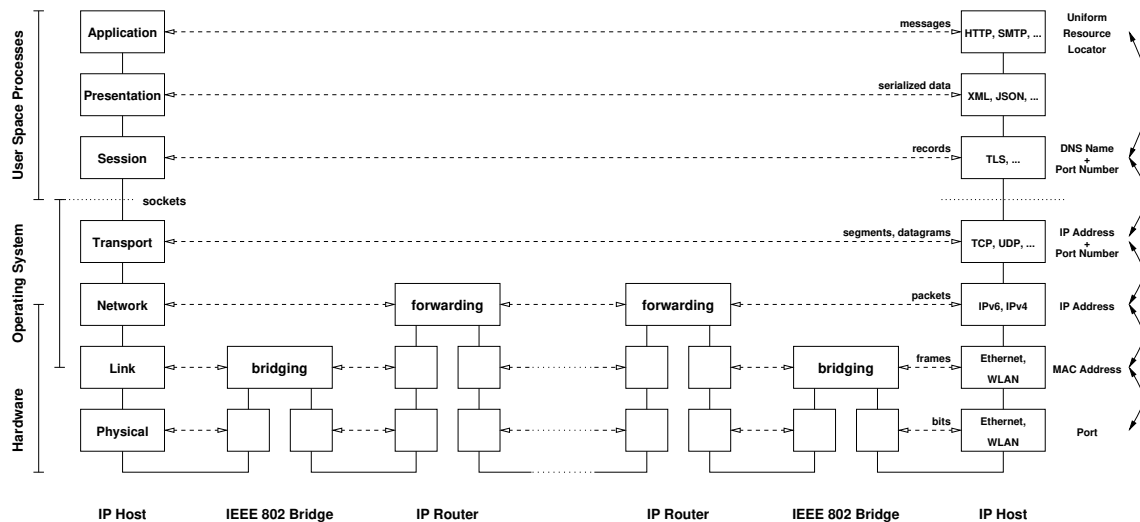 User Space Processes
Operating System
Hardware
Application
messages
HTTP, SMTP, ...
Uniform
Resource
Locator
Presentation
serialized data
XML, JSON, ...
Session
records
TLS, ...
DNS Name
+
Port Number
sockets
Transport
segments, datagrams
TCP, UDP, ...
IP Address
+
Port Number
Network
forwarding
forwarding
packets
IPv6, IPv4
IP Address
Link
bridging
bridging
frames
Ethernet,
WLAN
MAC Address
Physical
bits
Ethernet,
WLAN
Port
IP Host
IEEE 802 Bridge
IP Router
IP Router
IEEE 802 Bridge
IP Host